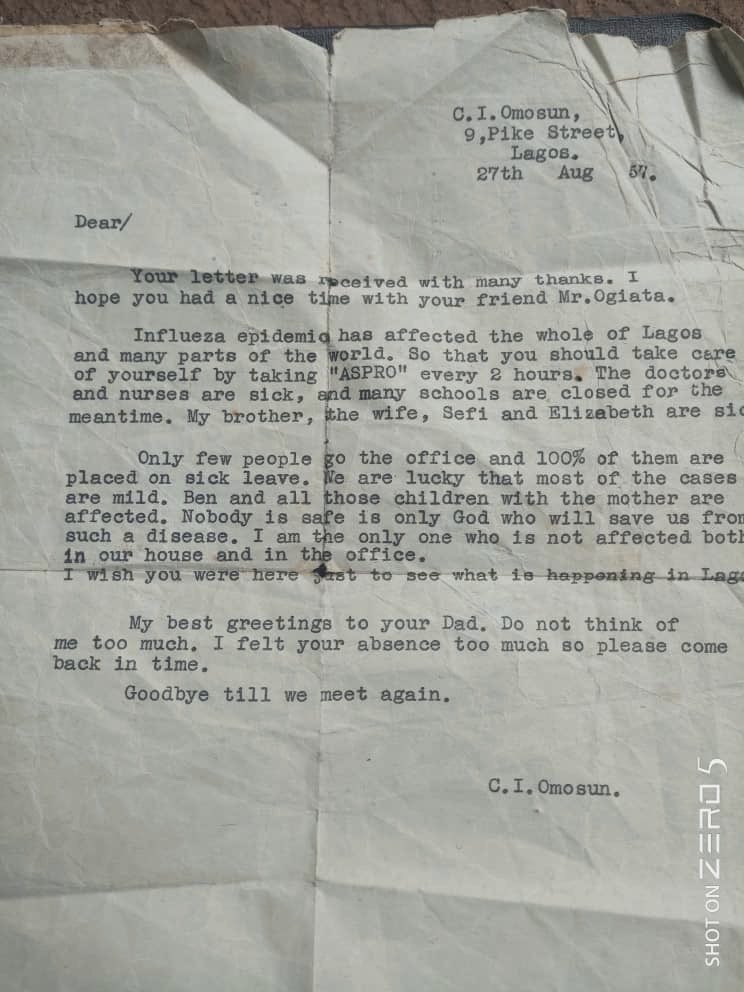 C.I.Omosun,
9,Pike Street,
Lagos.
27th Aug 57.
Dear/
Your letter was received with many thanks. I
hope you had a nice time with your friend Mr.Ogiata.
Influeza epidemic has affected the whole of Lagos
and many parts of the world. So that you should take care
of yourself by taking "ASPRO" every 2 hours. The doctors
and nurses are sick, and many schools are closed for the
meantime. My brother, the wife, Sefi and Elizabeth are sic
Only few people go the office and 100% of them are
placed on sick leave. We are lucky that most of the cases
are mild. Ben and all those children with the mother are
affected. Nobody is safe is only God who will save us from
such a disease. I am the only one who is not affected both
in our house and in the office.
I wish you were here just to see what is happening in Lago
My best greetings to your Dad. Do not think of
me too much. I felt your absence too much so please come
back in time.
Goodbye till we meet again.
C.I.Omosun.
SHOT ON ZERO 5